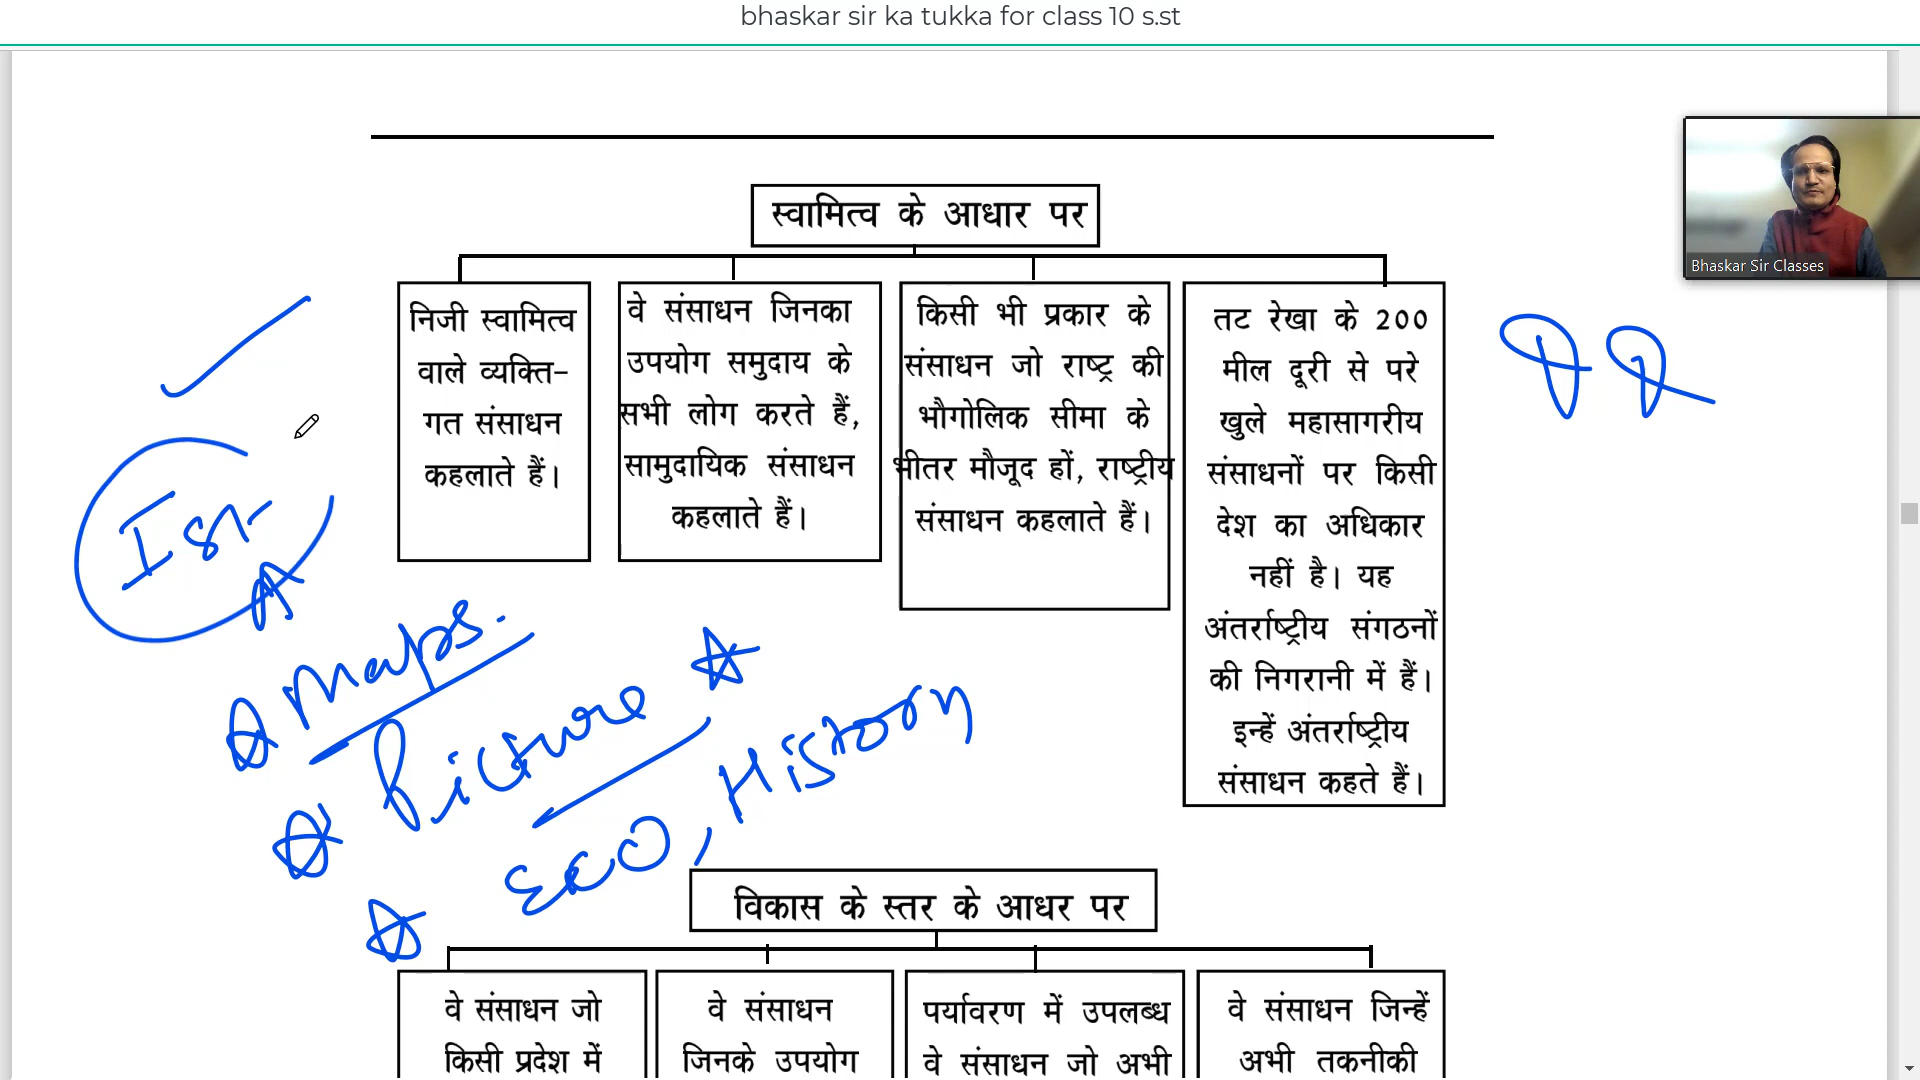 bhaskar sir ka tukka for class 10 s.st
स्वामित्व के आधार पर
निजी स्वामित्व
वाले व्यक्ति-
गत संसाधन
कहलाते हैं।
वे संसाधन जिनका
उपयोग समुदाय के
सभी लोग करते हैं,
सामुदायिक संसाधन
कहलाते हैं।
किसी भी प्रकार के
संसाधन जो राष्ट्र की
भौगोलिक सीमा के
भीतर मौजूद हों, राष्ट्रीय
संसाधन कहलाते हैं।
तट रेखा के 200
मील दूरी से परे
खुले महासागरीय
संसाधनों पर किसी
देश का अधिकार
नहीं है। यह
अंतर्राष्ट्रीय संगठनों
की निगरानी में हैं।
इन्हें अंतर्राष्ट्रीय
संसाधन कहते हैं।
Bhaskar Sir Classes
Ist
Maps.
Picture
ECO, History
विकास के स्तर के आधर पर
वे संसाधन जो
किसी प्रदेश में
वे संसाधन
जिनके उपयोग
पर्यावरण में उपलब्ध
वे संसाधन जो अभी
वे संसाधन जिन्हें
अभी तकनीकी